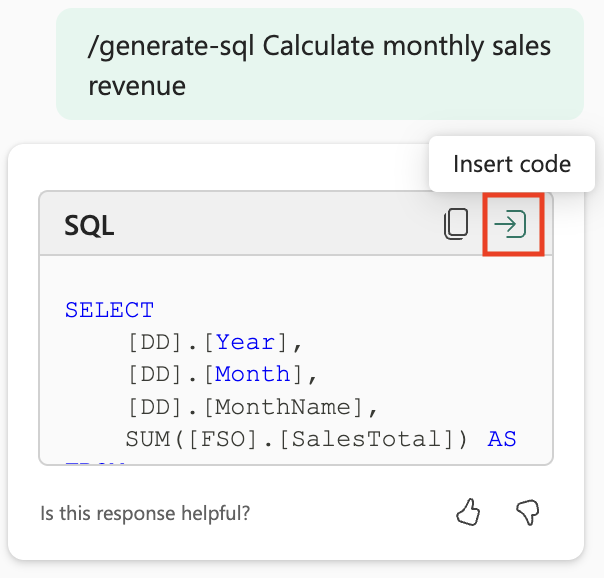 /generate-sql Calculate monthly sales
revenue
Insert code
SQL
SELECT
[DD].[Year],
[DD].[Month],
[DD].[MonthName],
SUM([FSO].[SalesTotal]) AS
Is this response helpful?